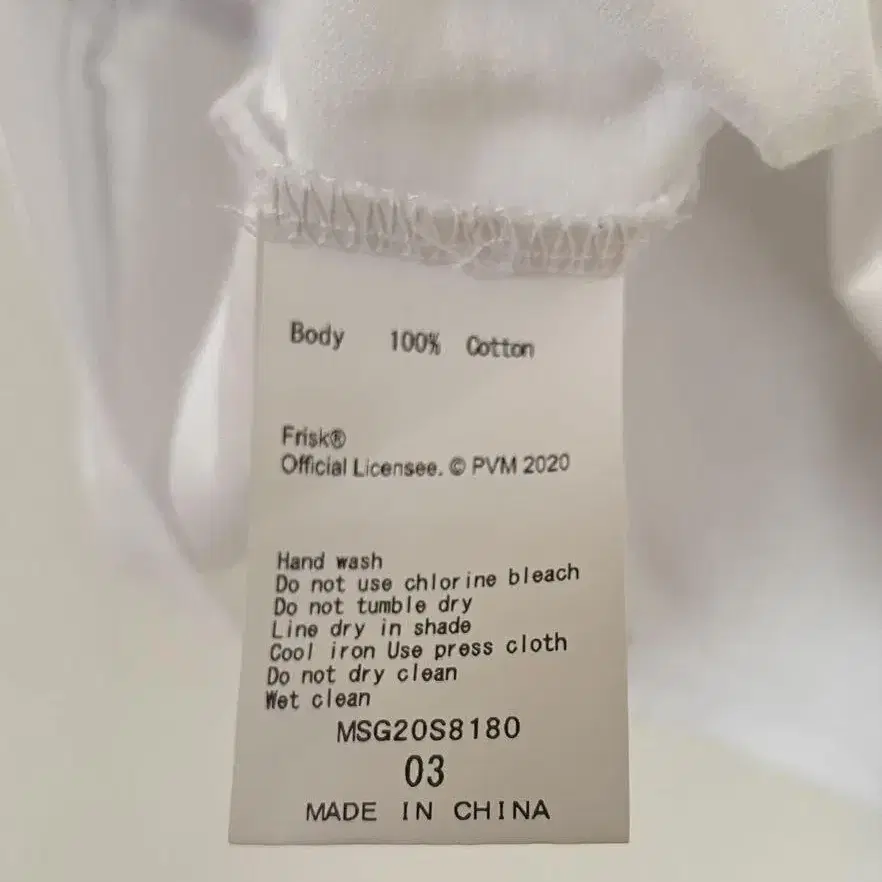 Body 100% Cotton
Frisk®
Official Licensee. © PVM 2020
Hand wash
Do not use chlorine bleach
Do not tumble dry
Line dry in shade
Cool iron Use press cloth
Do not dry clean
Wet clean
MSG20S8180
03
MADE IN CHINA